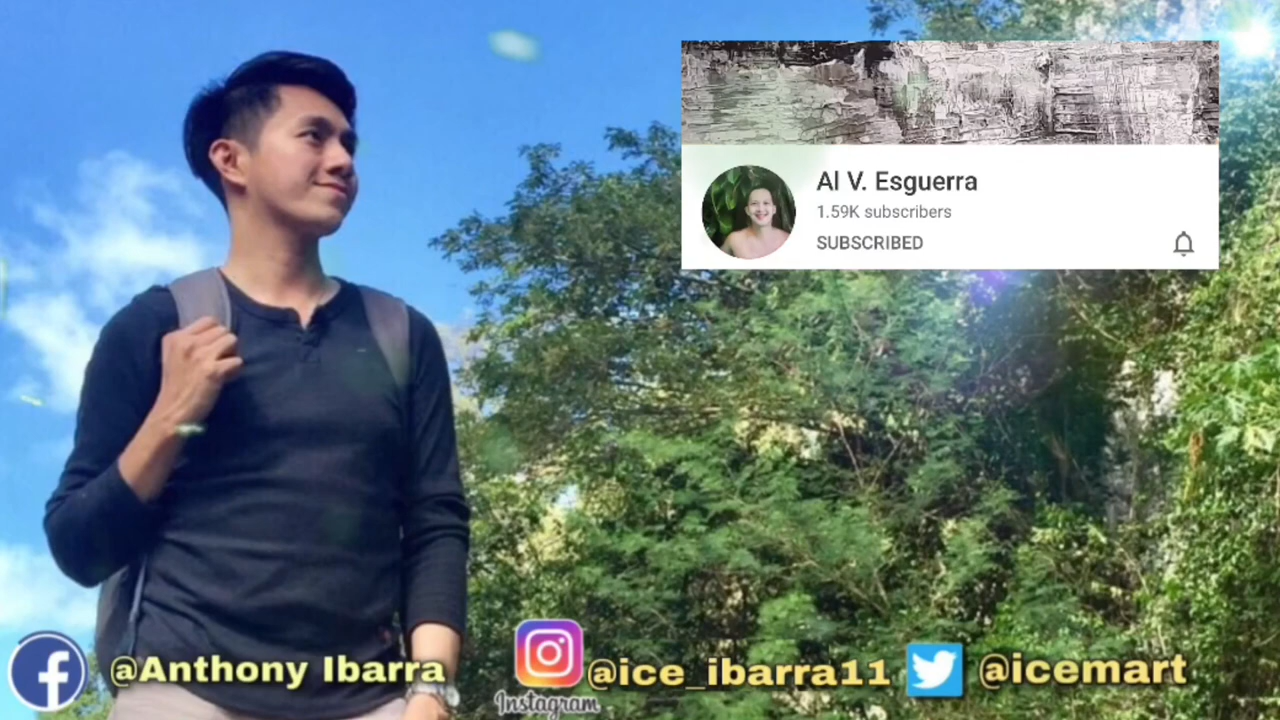 Al V. Esguerra
1.59K subscribers
SUBSCRIBED
@Anthony Ibarra
Instagram
@ice_ibarra11
@icemart